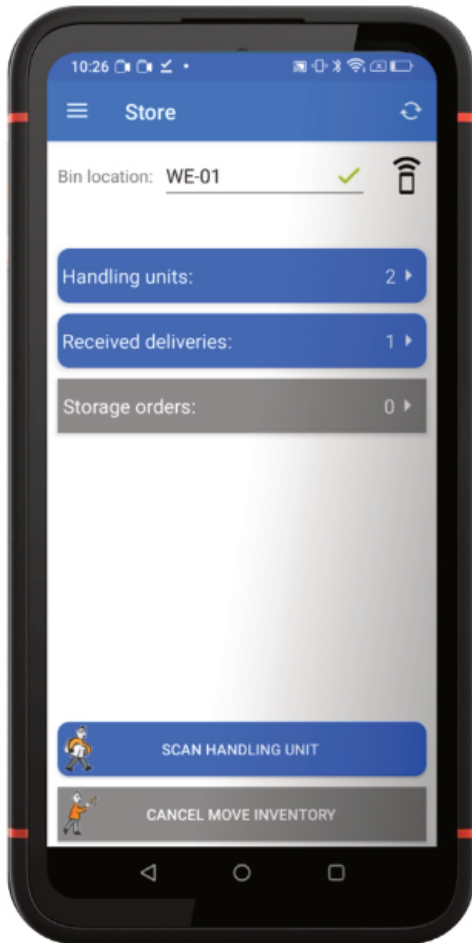 10:26
Store
Bin location: WE-01
Handling units: 2
Received deliveries: 1
Storage orders: 0
SCAN HANDLING UNIT
CANCEL MOVE INVENTORY